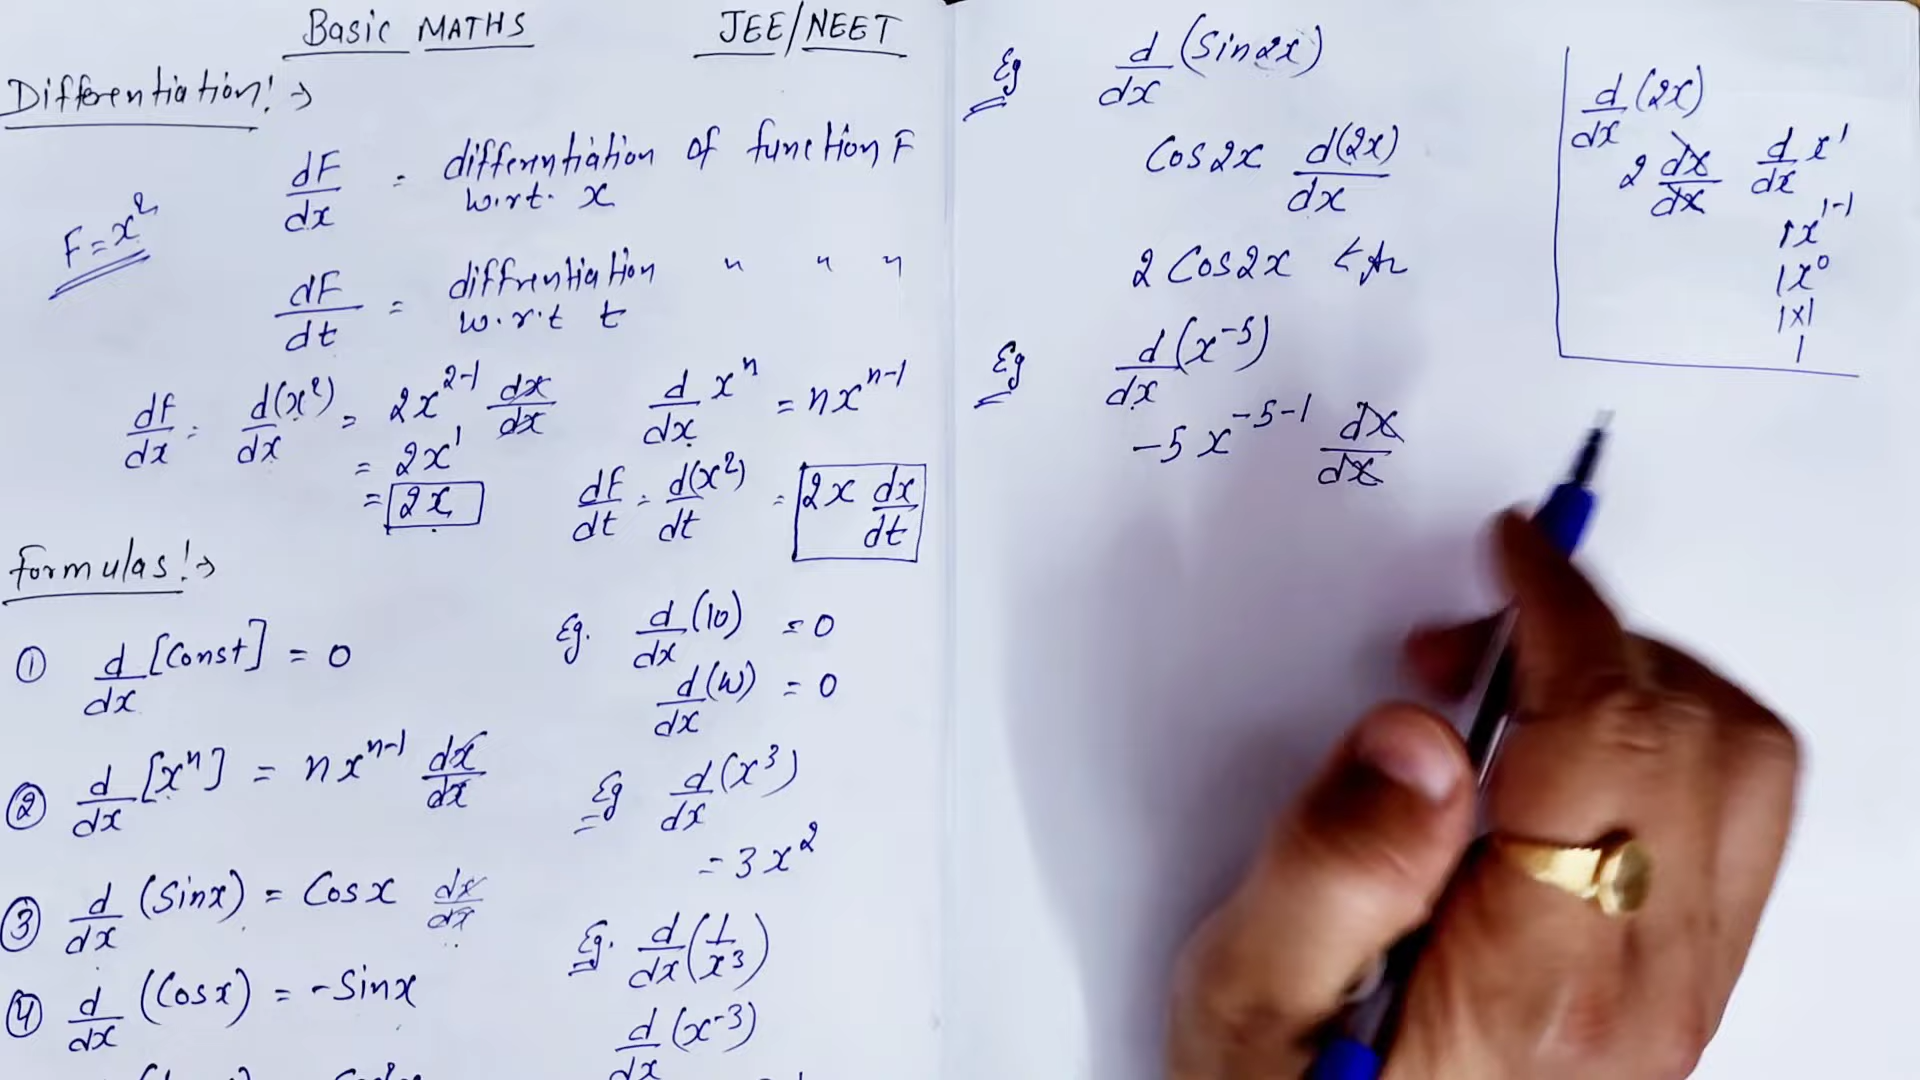 Basic MATHS JEE/NEET
Differentiation!→
F=x²
dF/dx = differentiation of function F
w.r.t. x
dF/dt = diffrentiation " " "
w.r.t t
dF/dx = d(x²)/dx = 2x^(2-1) dx/dx
= 2x¹
= 2x
d/dx xⁿ = nx^(n-1)
dF/dt = d(x²)/dt = 2x dx/dt
Formulas!→
① d/dx [Const] = 0
Eg. d/dx (10) = 0
d/dx (W) = 0
② d/dx [xⁿ] = nx^(n-1) dx/dx
Eg d/dx (x³)
= 3x²
③ d/dx (Sinx) = Cosx dx/dx
Eg. d/dx (1/x³)
④ d/dx (Cosx) = -Sinx
d/dx (x^-3)
Eg d/dx (Sin2x)
Cos2x d(2x)/dx
2 Cos2x
d/dx (2x)
2 dx/dx d/dx x¹
1x^(1-1)
1x⁰
1x1
1
Eg d/dx (x^-5)
-5 x^(-5-1) dx/dx